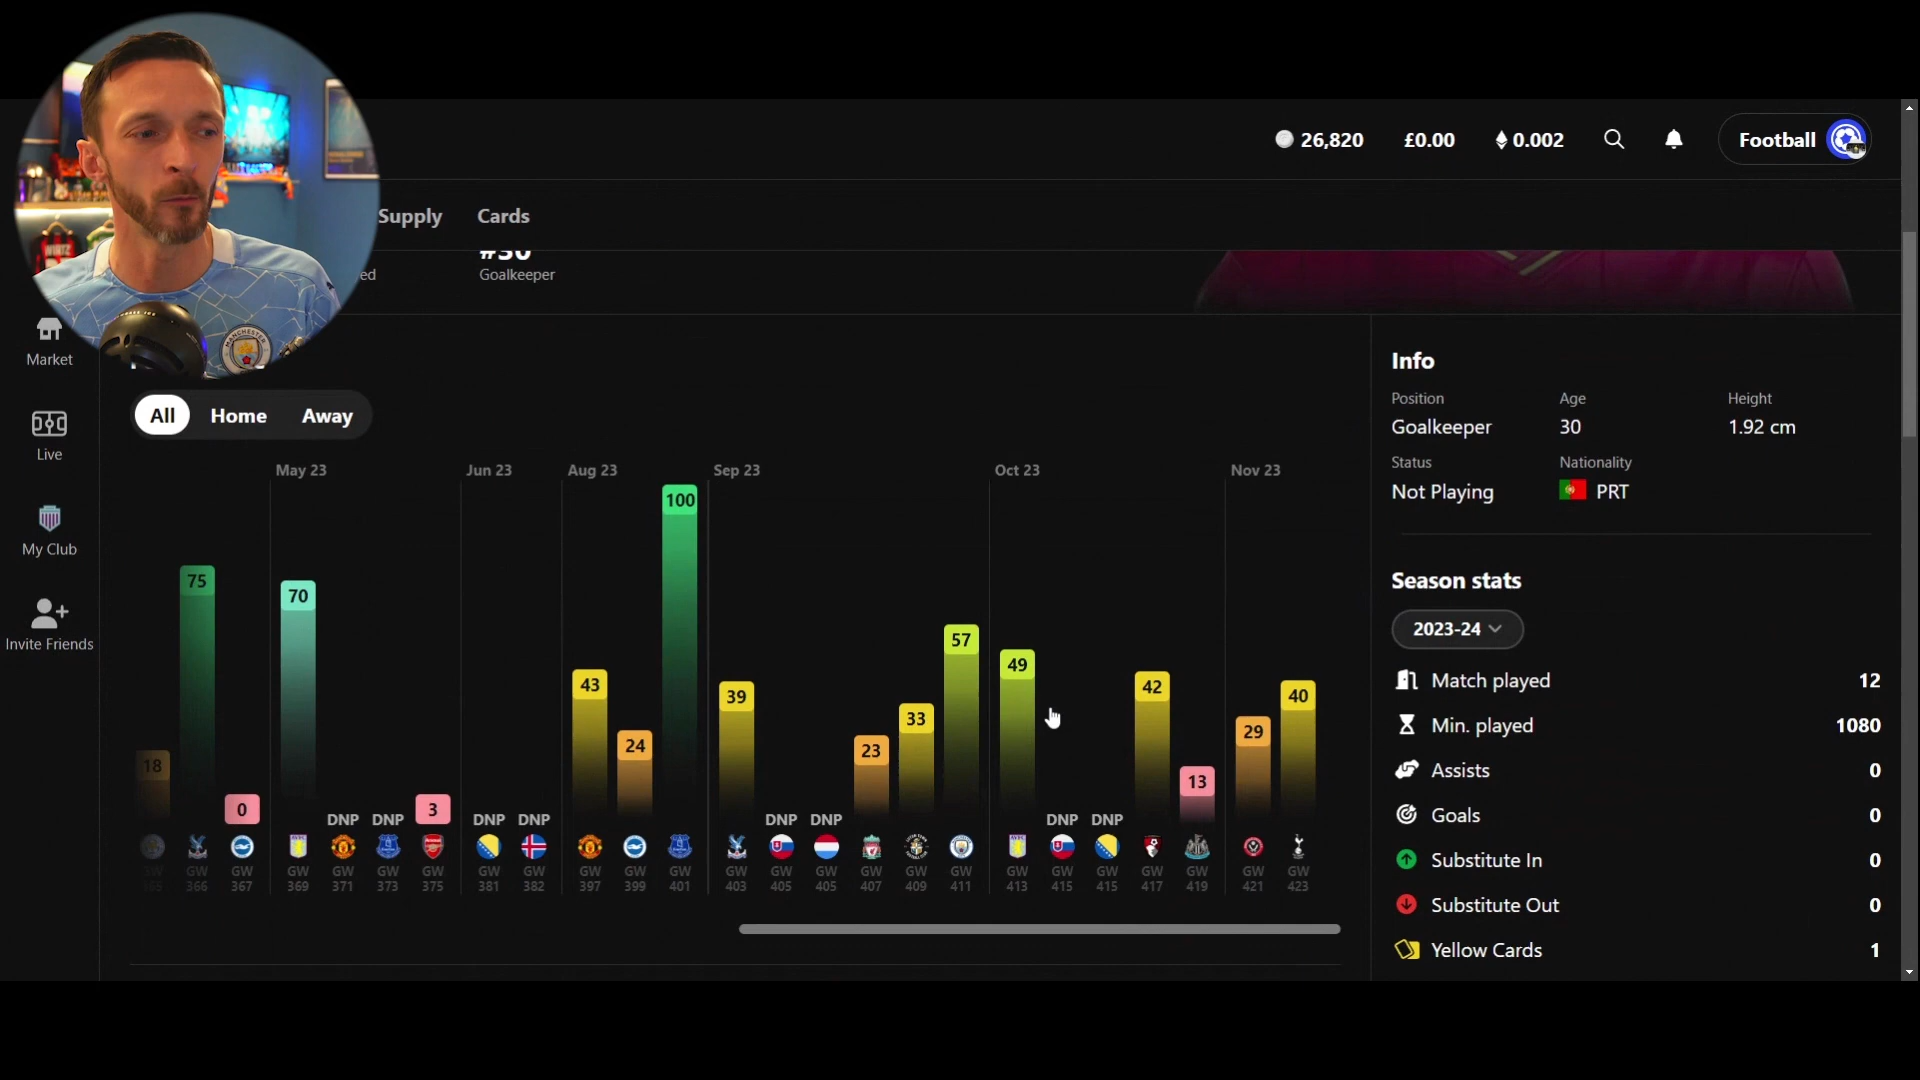 26,820 £0.00 0.002 Football
Supply Cards
#30
Goalkeeper
Market
Live
My Club
Invite Friends
All Home Away
May 23 Jun 23 Aug 23 Sep 23 Oct 23 Nov 23
18 75 0 70 DNP DNP 3 DNP DNP 43 24 100 39 DNP DNP 23 33 57 49 DNP DNP 42 13 29 40
GW GW GW GW GW GW GW GW GW GW GW GW GW GW GW GW GW GW GW GW GW GW GW GW
366 367 369 371 373 375 381 382 397 399 401 403 405 405 407 409 411 413 415 415 417 419 421 423
Info
Position Age Height
Goalkeeper 30 1.92 cm
Status Nationality
Not Playing PRT
Season stats
2023-24
Match played 12
Min. played 1080
Assists 0
Goals 0
Substitute In 0
Substitute Out 0
Yellow Cards 1